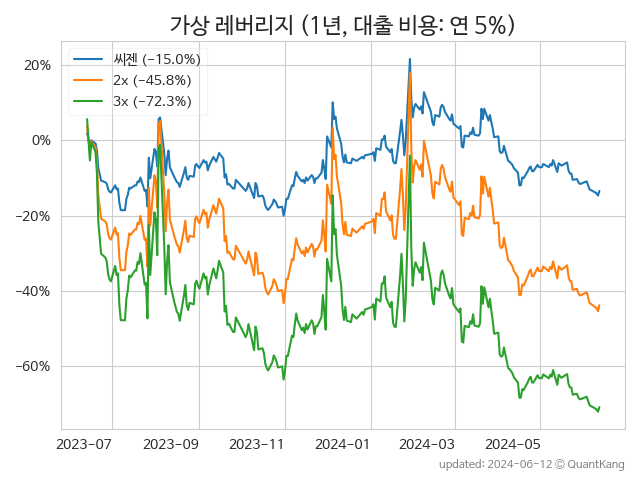 가상 레버리지 (1년, 대출 비용: 연 5%)
씨젠 (−15.0%)
2x (−45.8%)
3x (−72.3%)
20%
0%
−20%
−40%
−60%
2023-07 2023-09 2023-11 2024-01 2024-03 2024-05
updated: 2024-06-12 © QuantKang